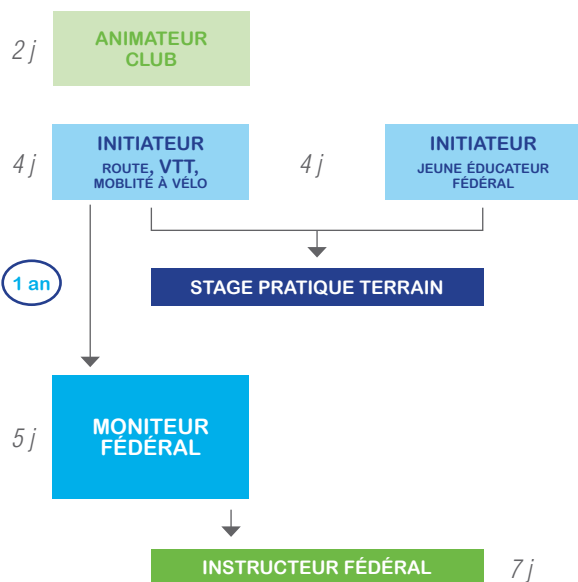 2 j
ANIMATEUR
CLUB
4 j
INITIATEUR
ROUTE, VTT,
MOBLITÉ À VÉLO
4 j
INITIATEUR
JEUNE ÉDUCATEUR
FÉDÉRAL
1 an
STAGE PRATIQUE TERRAIN
5 j
MONITEUR
FÉDÉRAL
INSTRUCTEUR FÉDÉRAL
7 j